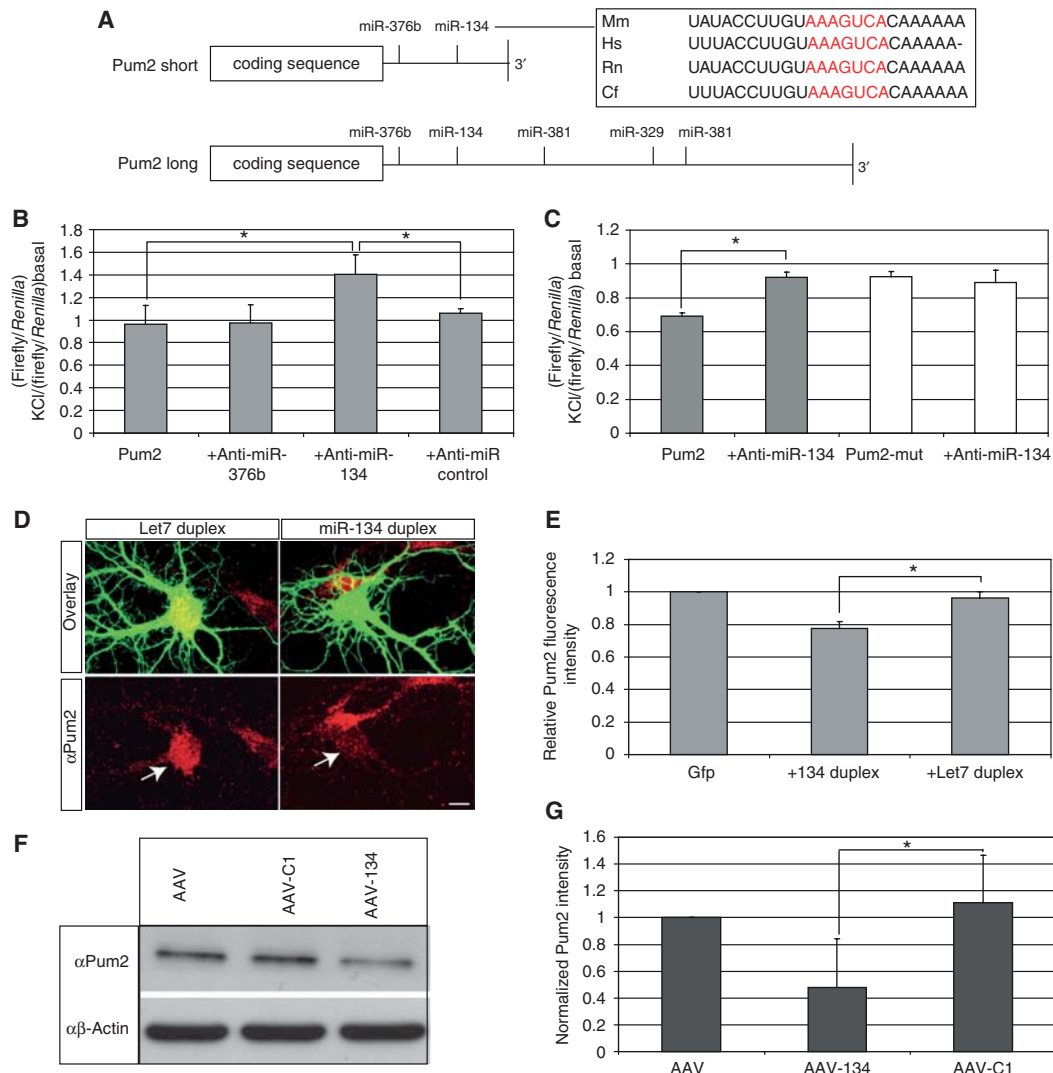 A
miR-376b miR-134
Pum2 short
coding sequence
3′
Mm UAUACCUUGUAAAGUCACAAAAAA
Hs UUUACCUUGUAAAGUCACAAAAA-
Rn UAUACCUUGUAAAGUCACAAAAAA
Cf UUUACCUUGUAAAGUCACAAAAAA
miR-376b miR-134 miR-381 miR-329 miR-381
Pum2 long
coding sequence
3′
B
(Firefly/Renilla)
KCl/(firefly/Renilla)basal
1.8
1.6
1.4
1.2
1
0.8
0.6
0.4
0.2
0
*
*
Pum2
+Anti-miR-
376b
+Anti-miR-
134
+Anti-miR
control
C
(Firefly/Renilla)
KCl/(firefly/Renilla) basal
1.2
1
0.8
0.6
0.4
0.2
0
*
Pum2
+Anti-miR-134
Pum2-mut
+Anti-miR-134
D
Let7 duplex
miR-134 duplex
Overlay
αPum2
E
Relative Pum2 fluorescence
intensity
1.2
1
0.8
0.6
0.4
0.2
0
*
Gfp
+134 duplex
+Let7 duplex
F
AAV
AAV-C1
AAV-134
αPum2
αβ-Actin
G
Normalized Pum2 intensity
1.6
1.4
1.2
1
0.8
0.6
0.4
0.2
0
*
AAV
AAV-134
AAV-C1